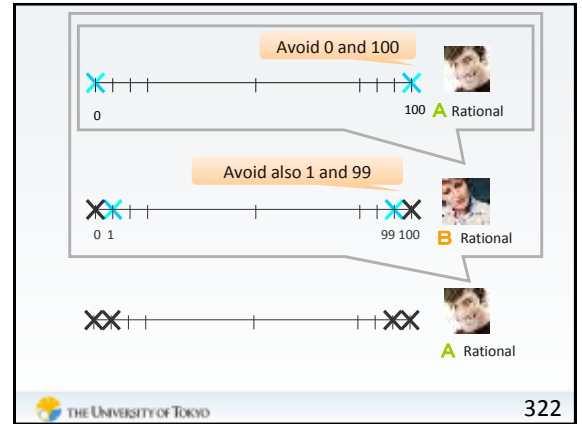 Avoid 0 and 100
0
100
A Rational
Avoid also 1 and 99
0 1
99 100
B Rational
A Rational
THE UNIVERSITY OF TOKYO
322